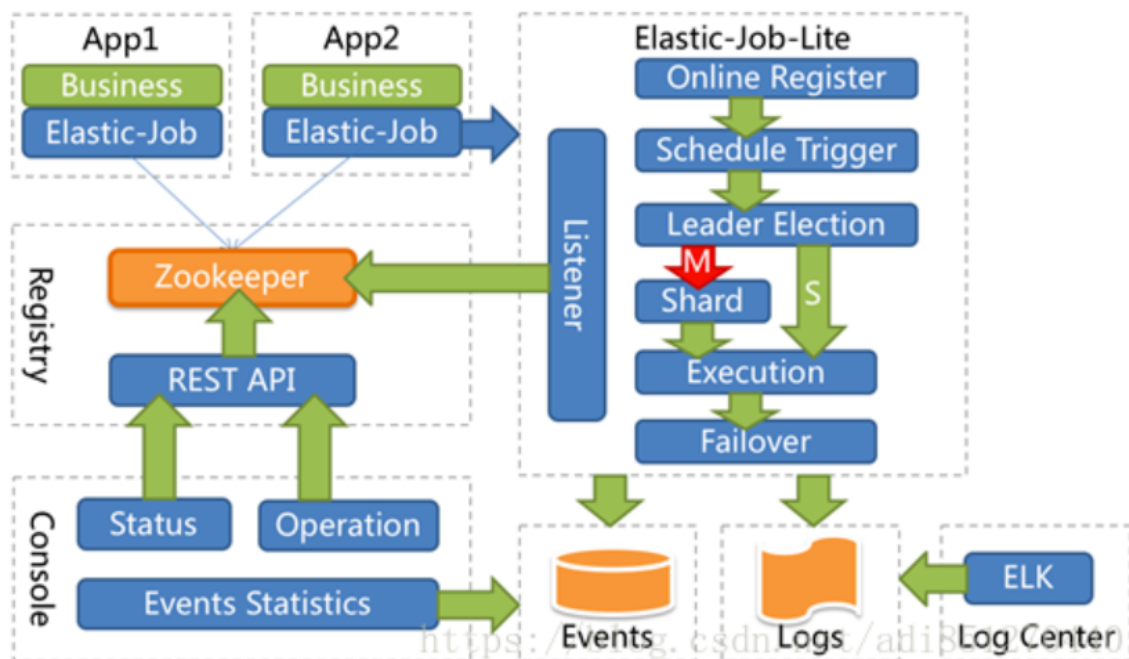 App1
Business
Elastic-Job
App2
Business
Elastic-Job
Elastic-Job-Lite
Online Register
Schedule Trigger
Leader Election
M
S
Shard
Execution
Failover
Listener
Registry
Zookeeper
REST API
Console
Status
Operation
Events Statistics
Events
Logs
ELK
Log Center